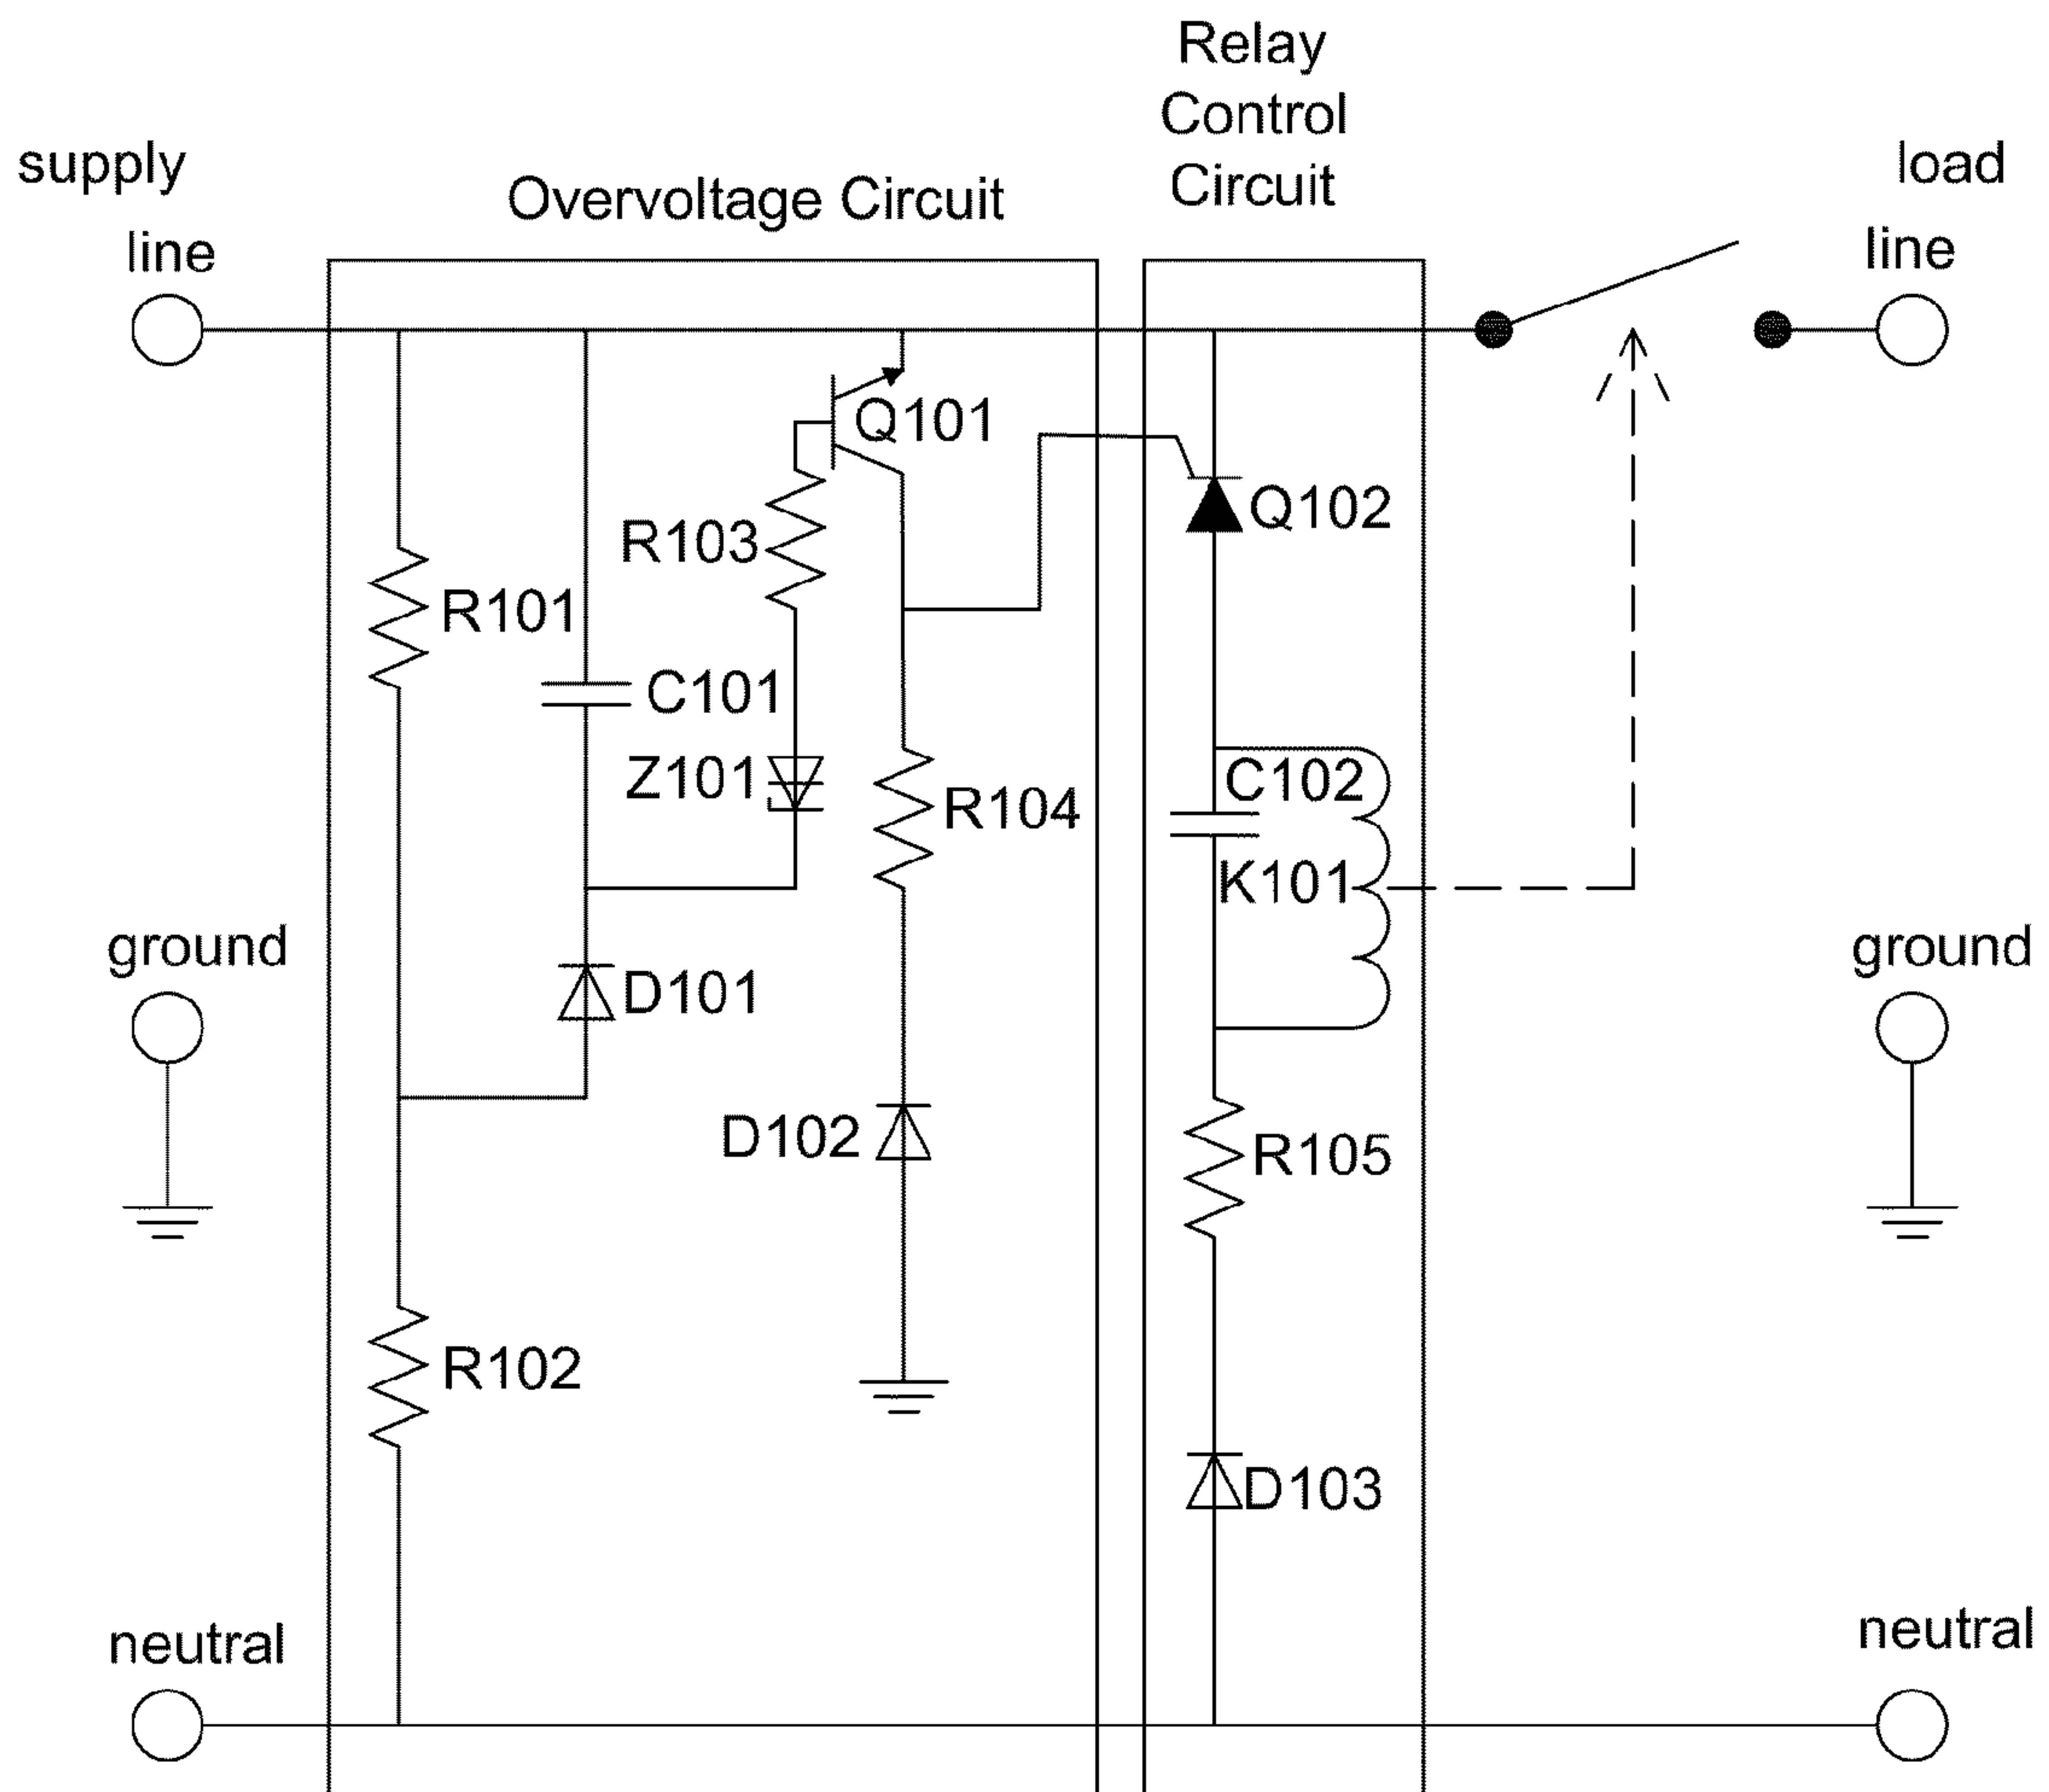 Relay
Control
Circuit
supply
line
Overvoltage Circuit
load
line
Q101
Q102
R103
R101
C101
Z101
R104
C102
K101
ground
ground
D101
D102
R105
R102
D103
neutral
neutral